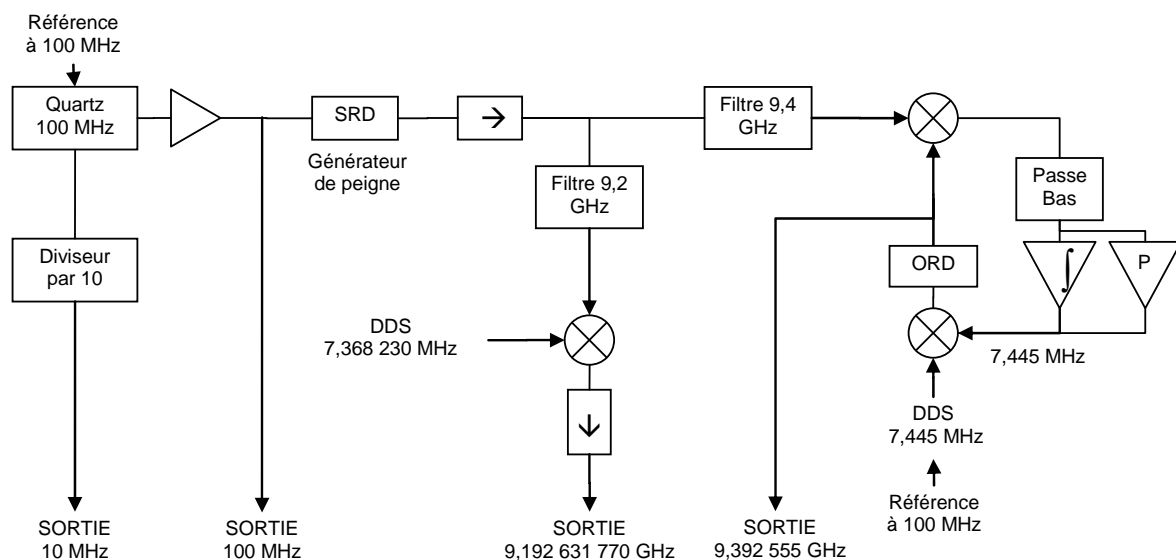 Référence
à 100 MHz
Quartz
100 MHz
SRD
Générateur
de peigne
→
Filtre 9,4
GHz
Filtre 9,2
GHz
Passe
Bas
Diviseur
par 10
ORD
∫
P
DDS
7,368 230 MHz
7,445 MHz
↓
DDS
7,445 MHz
Référence
à 100 MHz
SORTIE
10 MHz
SORTIE
100 MHz
SORTIE
9,192 631 770 GHz
SORTIE
9,392 555 GHz